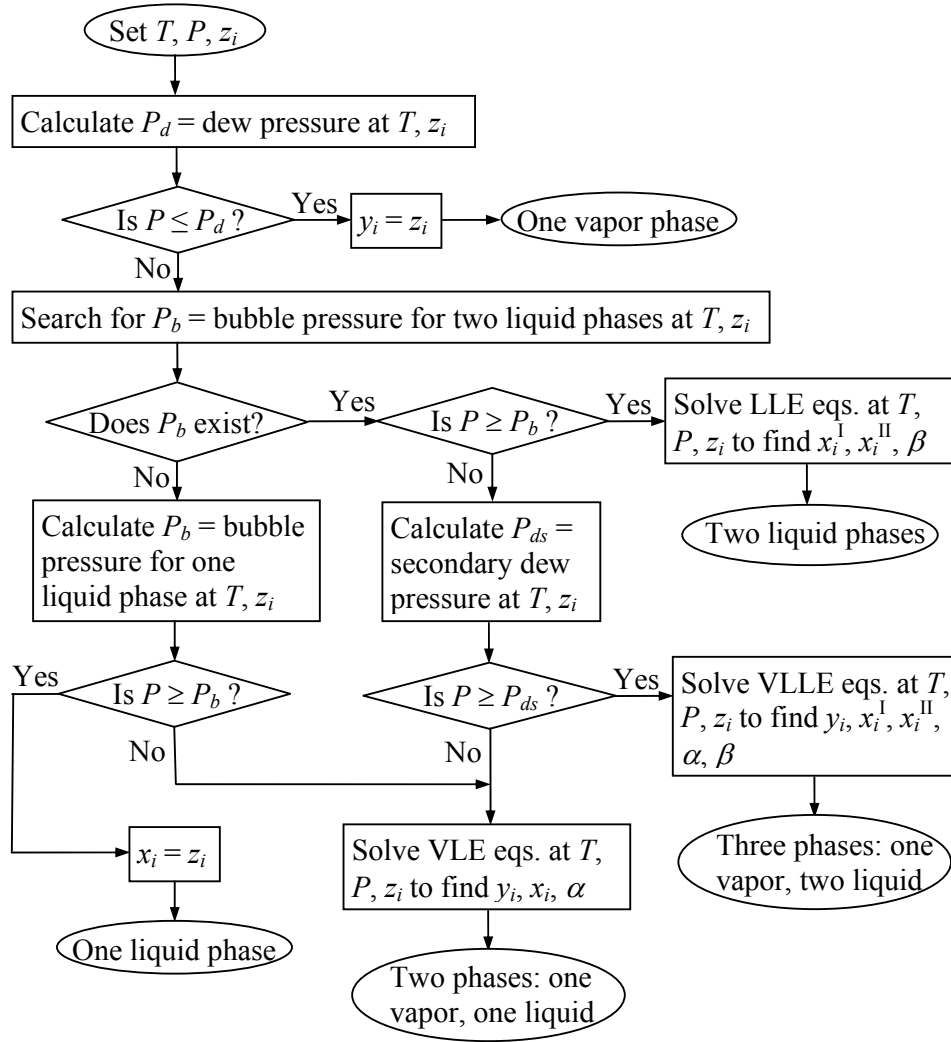 Set T, P, z_i
Calculate P_d = dew pressure at T, z_i
Is P ≤ P_d ?
Yes
y_i = z_i
One vapor phase
No
Search for P_b = bubble pressure for two liquid phases at T, z_i
Does P_b exist?
Yes
Is P ≥ P_b ?
Yes
Solve LLE eqs. at T,
P, z_i to find x_i^I, x_i^II, β
Two liquid phases
No
No
Calculate P_b = bubble
pressure for one
liquid phase at T, z_i
Calculate P_ds =
secondary dew
pressure at T, z_i
Yes
Is P ≥ P_b ?
Is P ≥ P_ds ?
Yes
Solve VLLE eqs. at T,
P, z_i to find y_i, x_i^I, x_i^II,
α, β
Three phases: one
vapor, two liquid
No
No
x_i = z_i
One liquid phase
Solve VLE eqs. at T,
P, z_i to find y_i, x_i, α
Two phases: one
vapor, one liquid